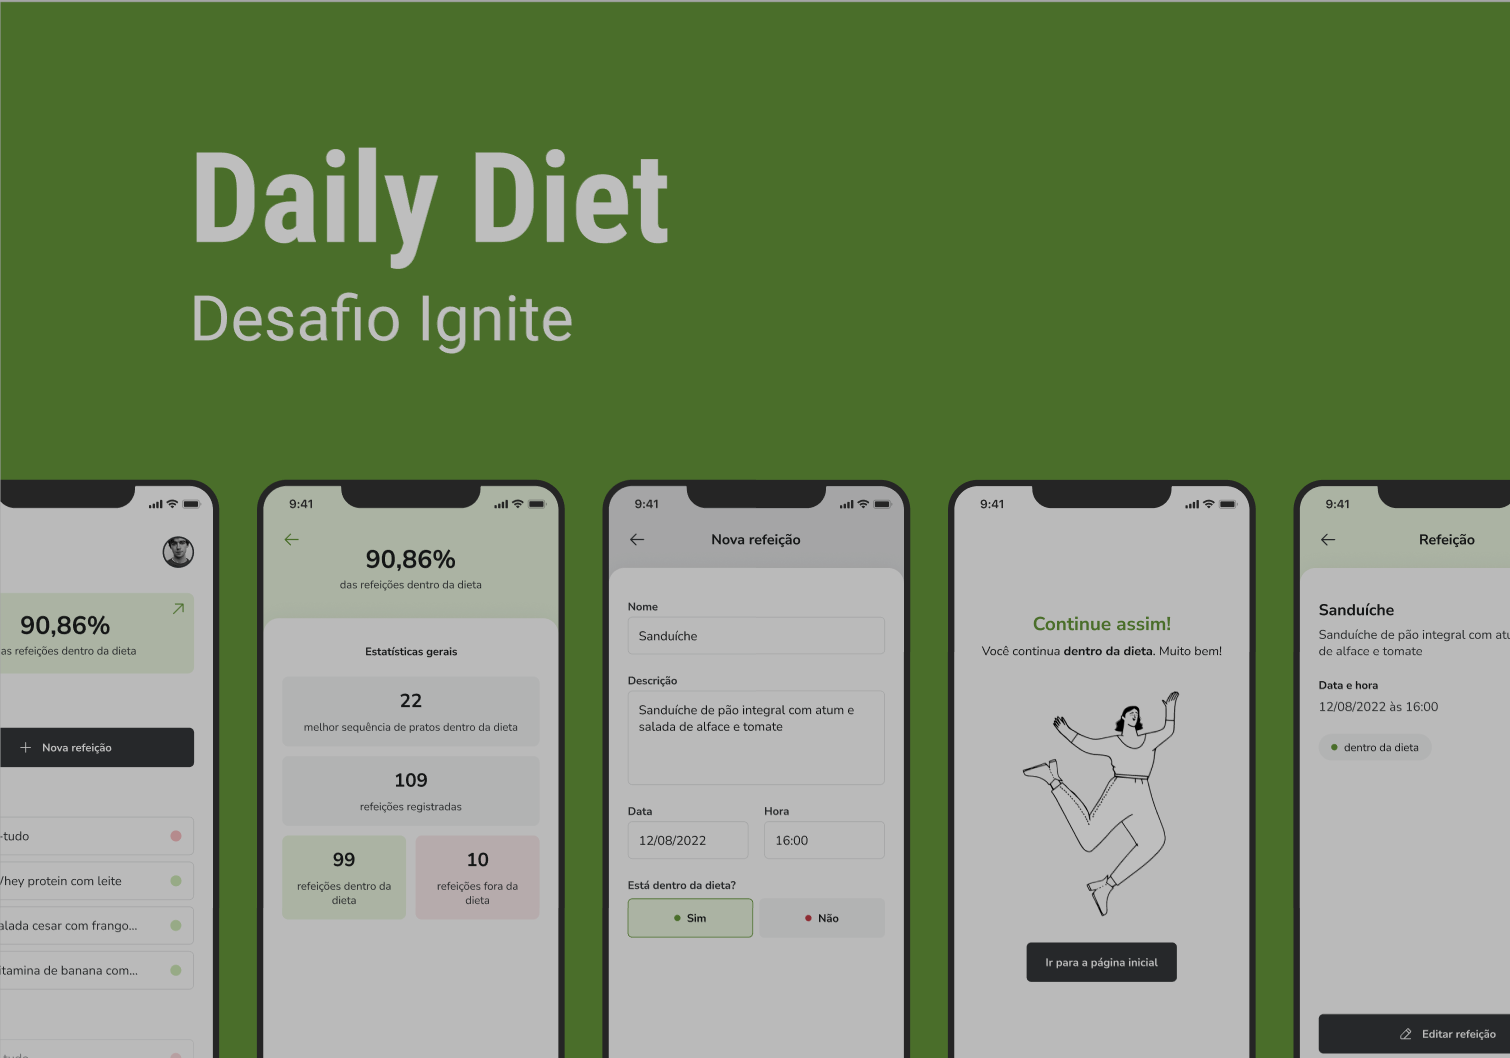 Daily Diet
Desafio Ignite
90,86%
refeições dentro da dieta
Nova refeição
leite
protein com
cesar com frango...
de banana com...
9:41
90,86%
das refeições dentro da dieta
Estatísticas gerais
22
melhor sequência de pratos dentro da dieta
109
refeições registradas
99
refeições dentro da
dieta
10
refeições fora da
dieta
9:41
Nova refeição
Nome
Sanduíche
Descrição
Sanduíche de pão integral com atum e
salada de alface e tomate
Data
12/08/2022
Hora
16:00
Está dentro da dieta?
Sim
Não
9:41
Continue assim!
Você continua dentro da dieta. Muito bem!
Ir para a página inicial
9:41
Refeição
Sanduíche
Sanduíche de pão integral com
de alface e tomate
Data e hora
12/08/2022 às 16:00
dentro da dieta
Editar refeição